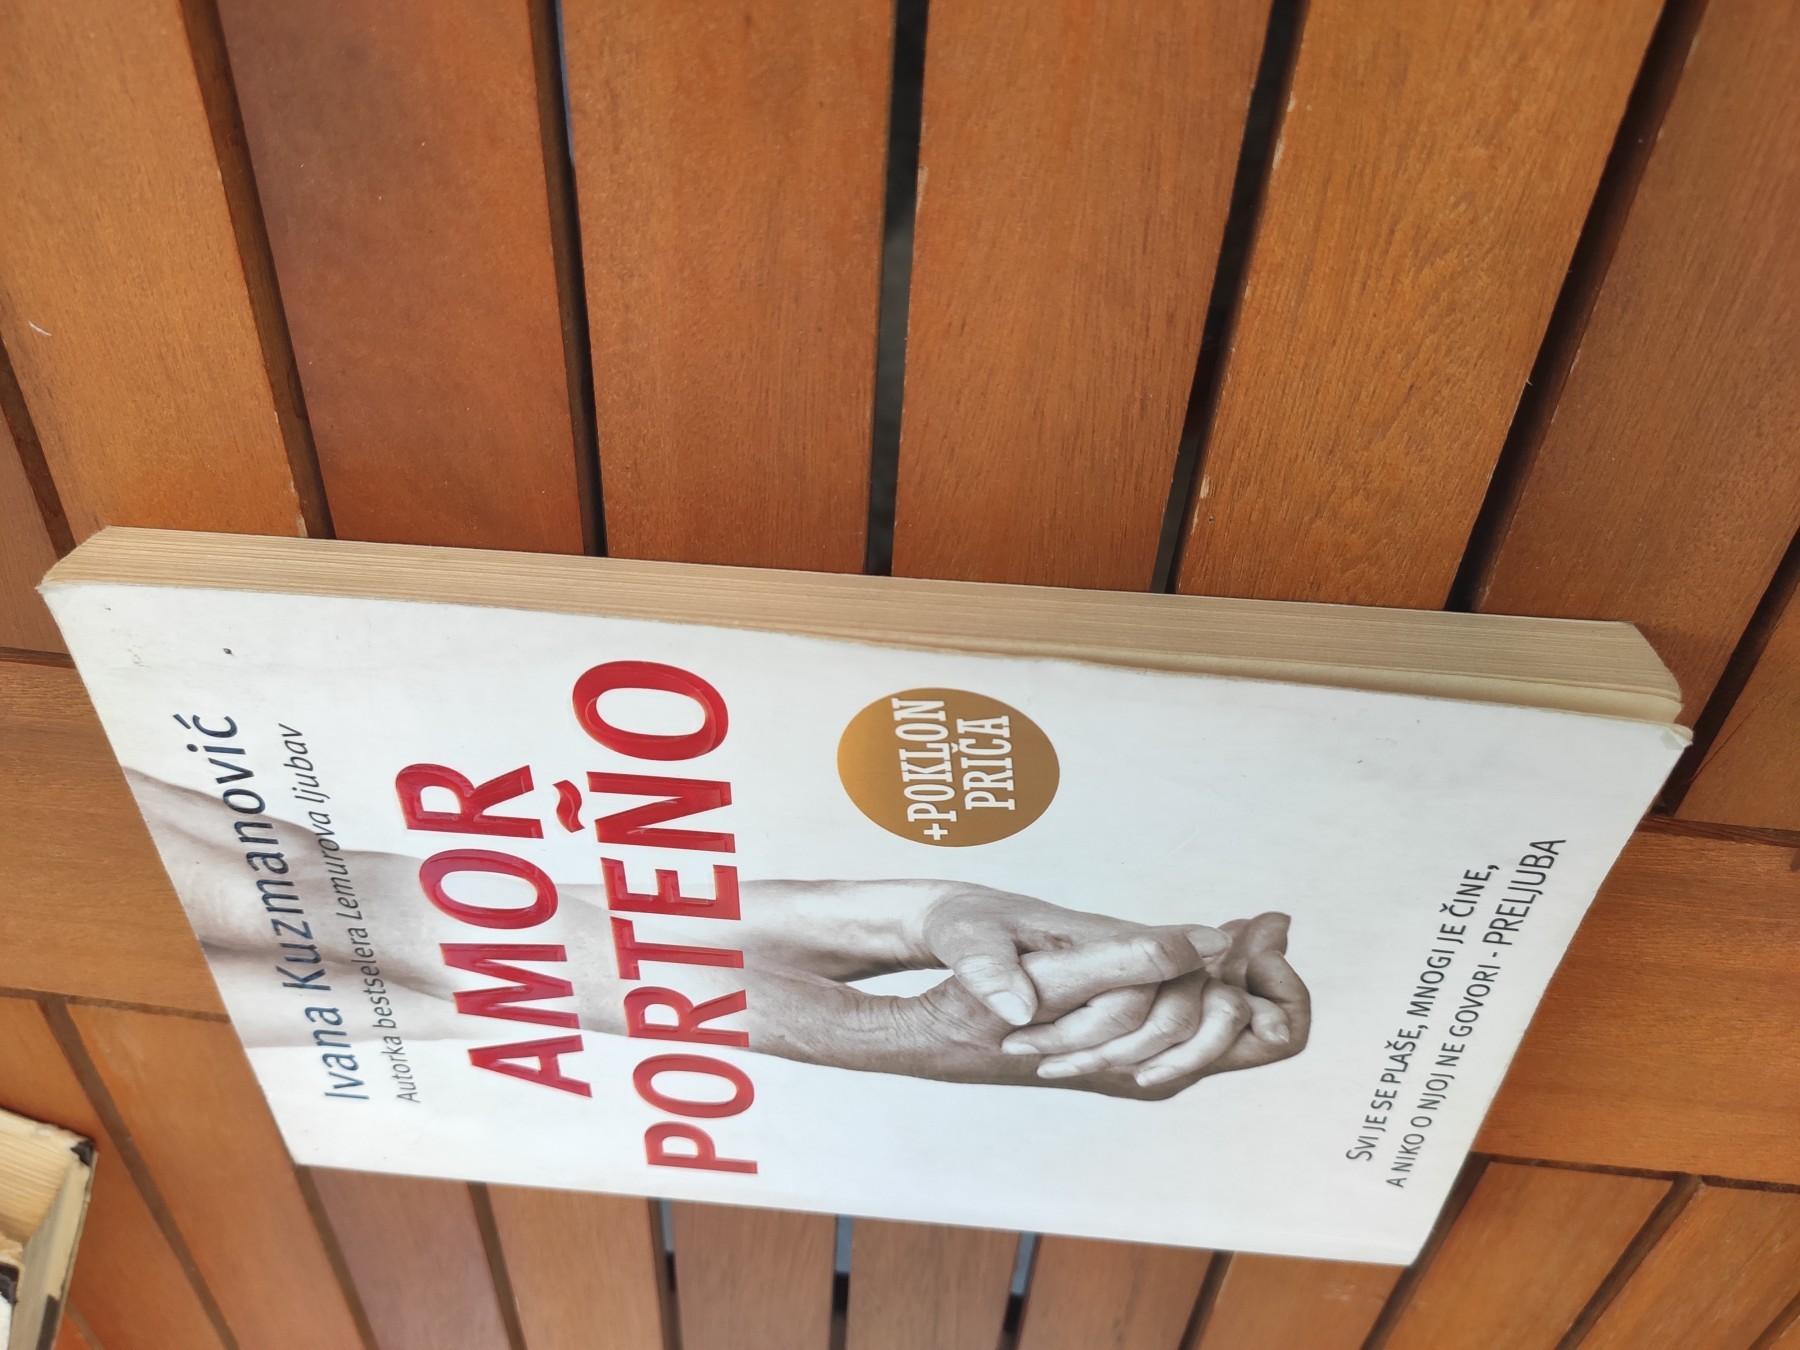 Ivana Kuzmanović
Autorka bestselera Lemurova ljubav
AMOR
PORTEÑO
+POKLON
PRIČA
SVI JE SE PLAŠE, MNOGI JE ČINE,
A NIKO O NJOJ NE GOVORI - PRELJUBA